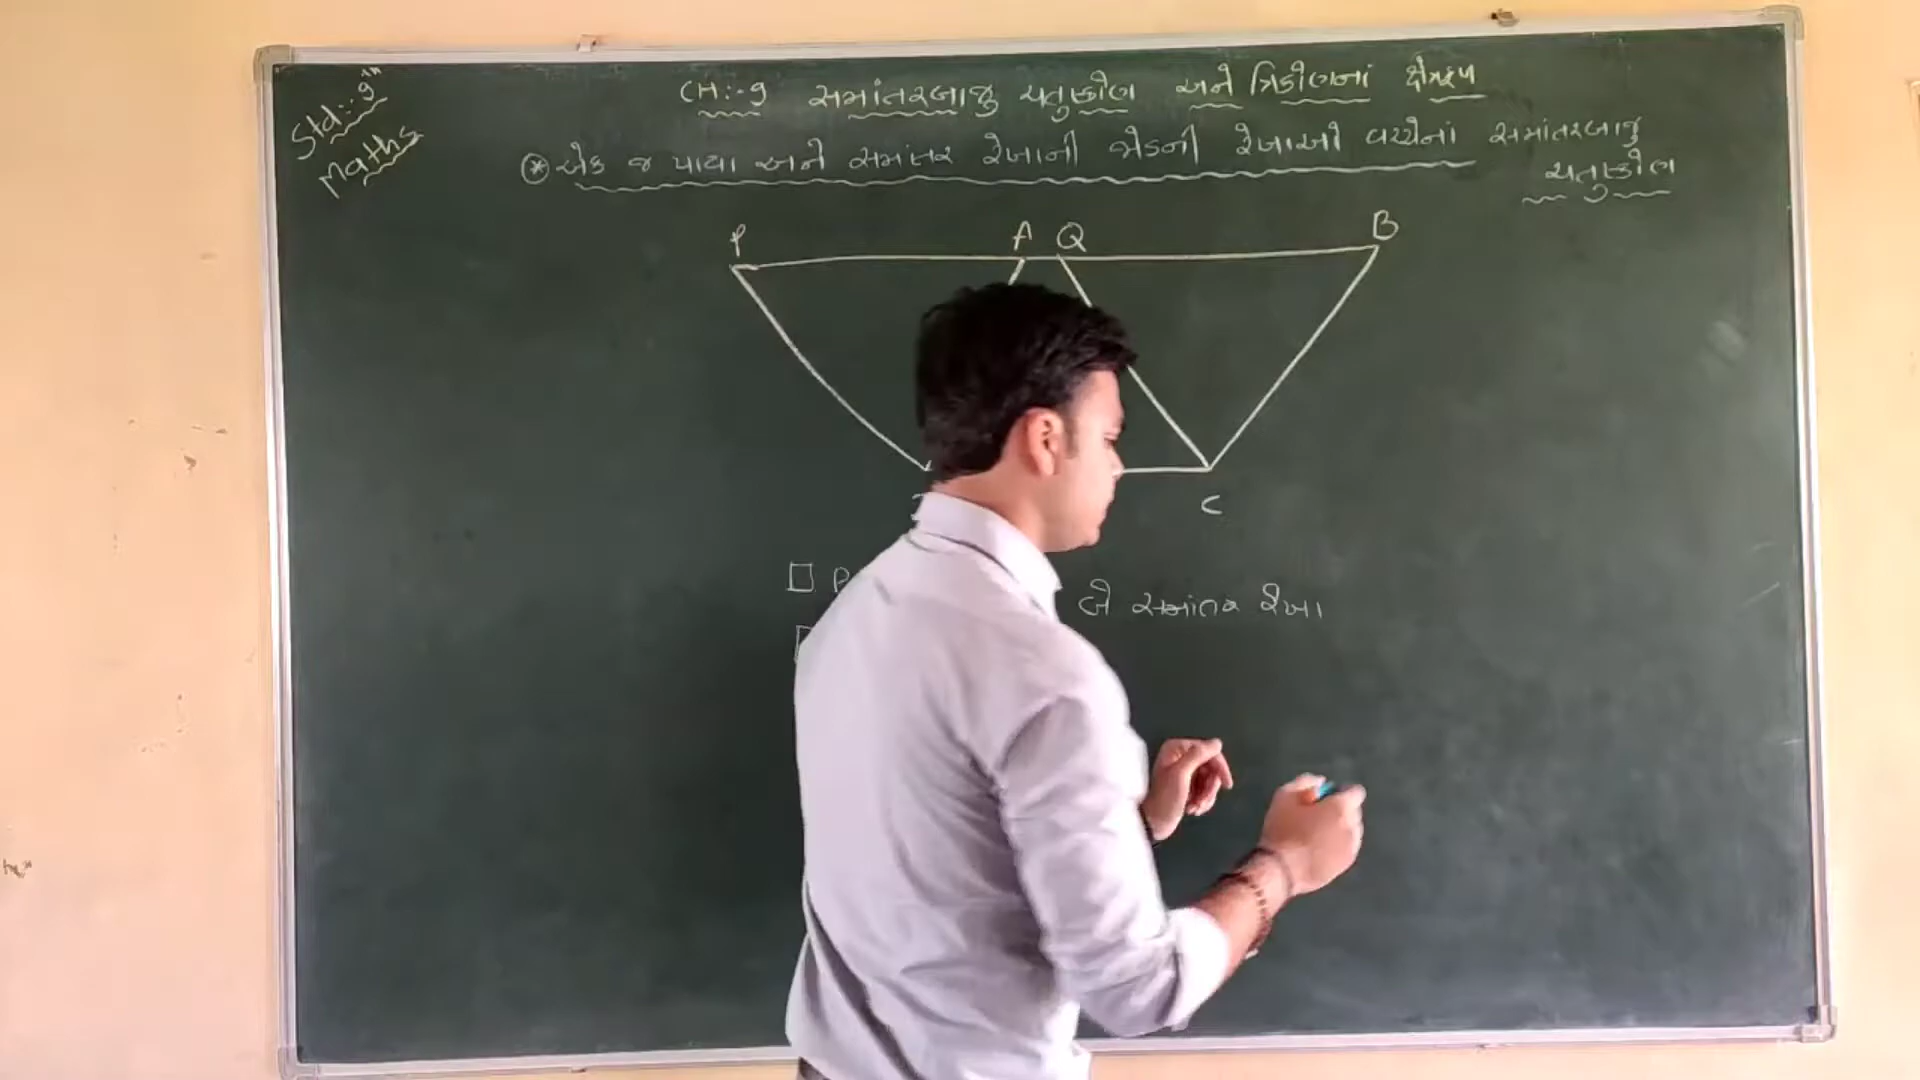 Std:- 9th
Maths
CH:-9 સમાંતરબાજુ ચતુષ્કોણ અને ત્રિકોણનાં ક્ષેત્રફળ
* એક જ પાયા અને સમાંતર રેખાની જોડની રેખાઓ વચ્ચેનાં સમાંતરબાજુ
ચતુષ્કોણ
P A Q B
C
□ P
બે સમાંતર રેખા